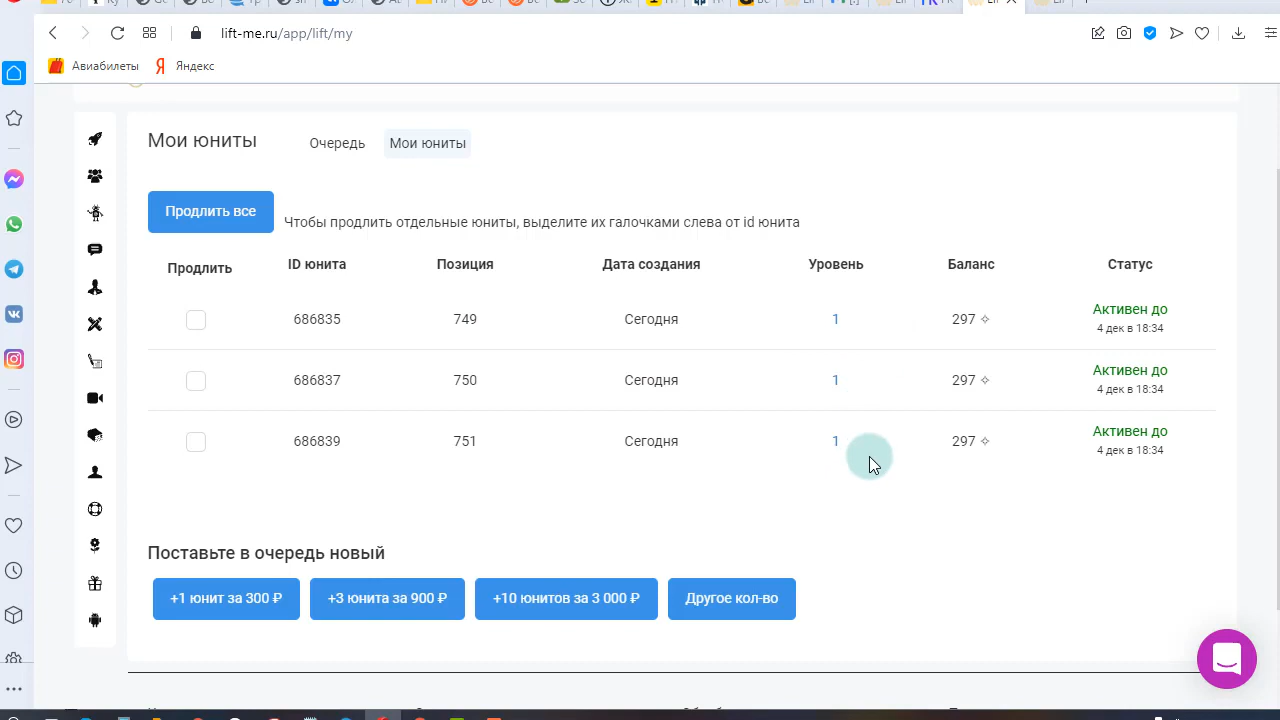 lift-me.ru/app/lift/my
Авиабилеты Яндекс
Мои юниты Очередь Мои юниты
Продлить все Чтобы продлить отдельные юниты, выделите их галочками слева от id юнита
Продлить ID юнита Позиция Дата создания Уровень Баланс Статус
686835 749 Сегодня 1 297 ✧ Активен до
4 дек в 18:34
686837 750 Сегодня 1 297 ✧ Активен до
4 дек в 18:34
686839 751 Сегодня 1 297 ✧ Активен до
4 дек в 18:34
Поставьте в очередь новый
+1 юнит за 300 ₽ +3 юнита за 900 ₽ +10 юнитов за 3 000 ₽ Другое кол-во